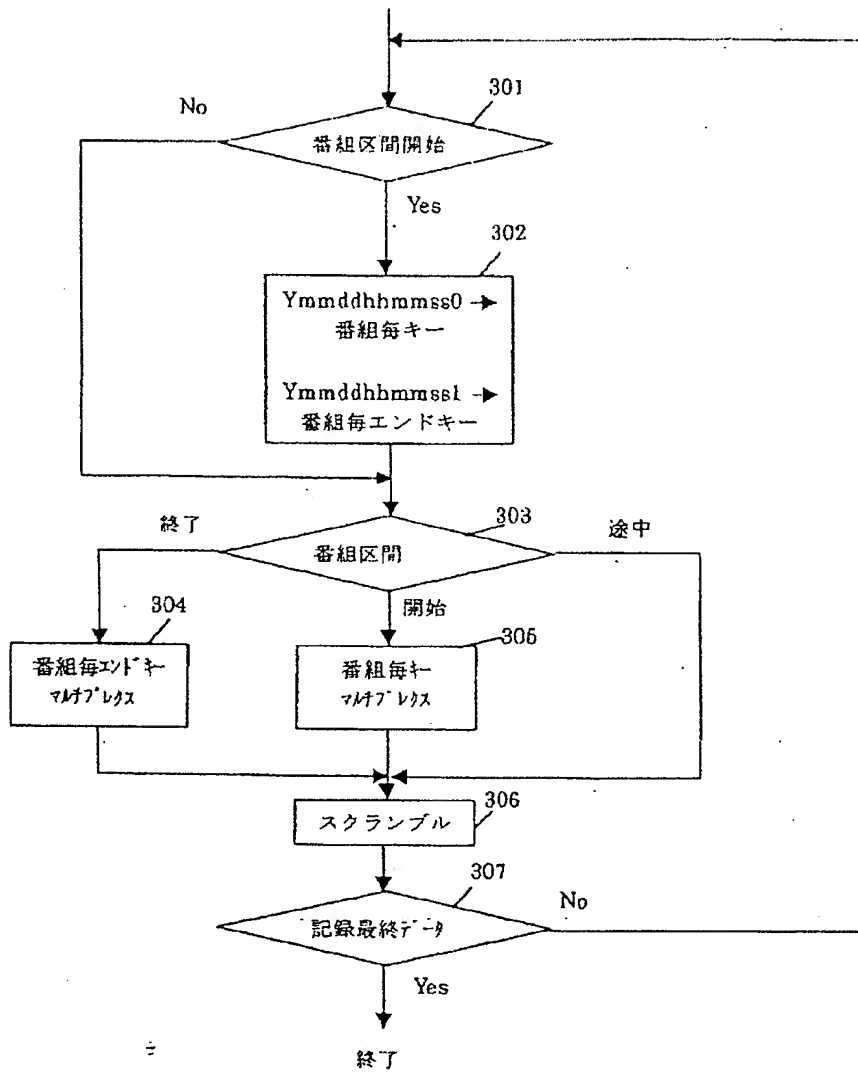 301
No
番組区間開始
Yes
302
Ymmddhhmmss0→
番組毎キー
Ymmddhhmmss1→
番組毎エンドキー
303
終了
途中
番組区間
304
開始
305
番組毎エンドキー
マルチプレクス
番組毎キー
マルチプレクス
スクランブル
306
307
No
記録最終データ
Yes
終了